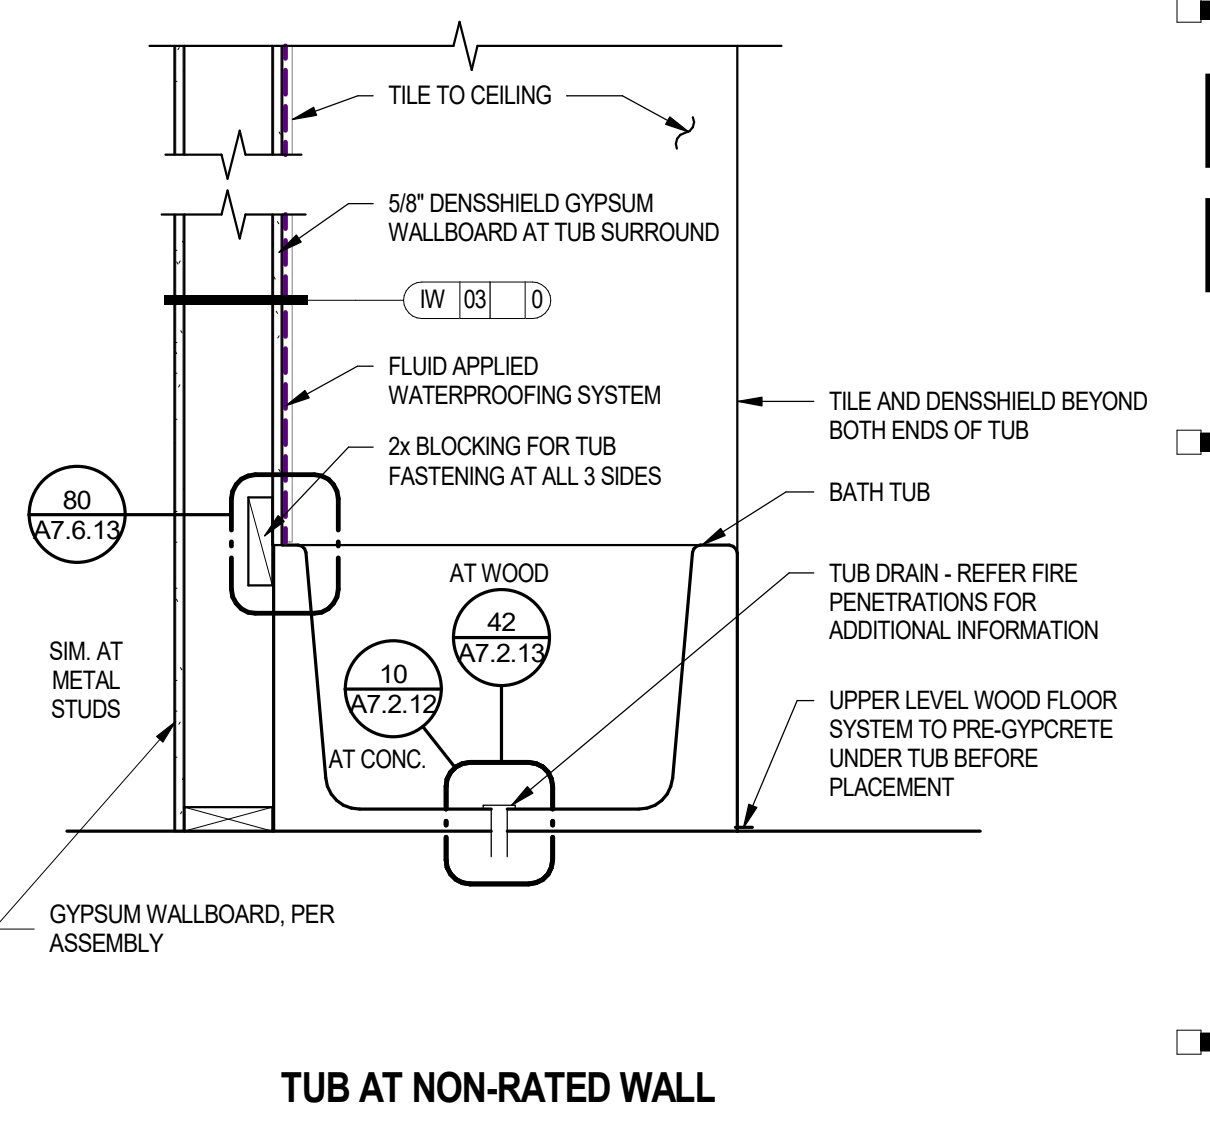 TILE TO CEILING
5/8" DENSSHIELD GYPSUM
WALLBOARD AT TUB SURROUND
IW 03 0
FLUID APPLIED
WATERPROOFING SYSTEM
TILE AND DENSSHIELD BEYOND
BOTH ENDS OF TUB
2x BLOCKING FOR TUB
FASTENING AT ALL 3 SIDES
80
A7.6.13
BATH TUB
AT WOOD
42
A7.2.13
TUB DRAIN - REFER FIRE
PENETRATIONS FOR
ADDITIONAL INFORMATION
SIM. AT
METAL
STUDS
10
A7.2.12
AT CONC.
UPPER LEVEL WOOD FLOOR
SYSTEM TO PRE-GYPCRETE
UNDER TUB BEFORE
PLACEMENT
GYPSUM WALLBOARD, PER
ASSEMBLY
TUB AT NON-RATED WALL